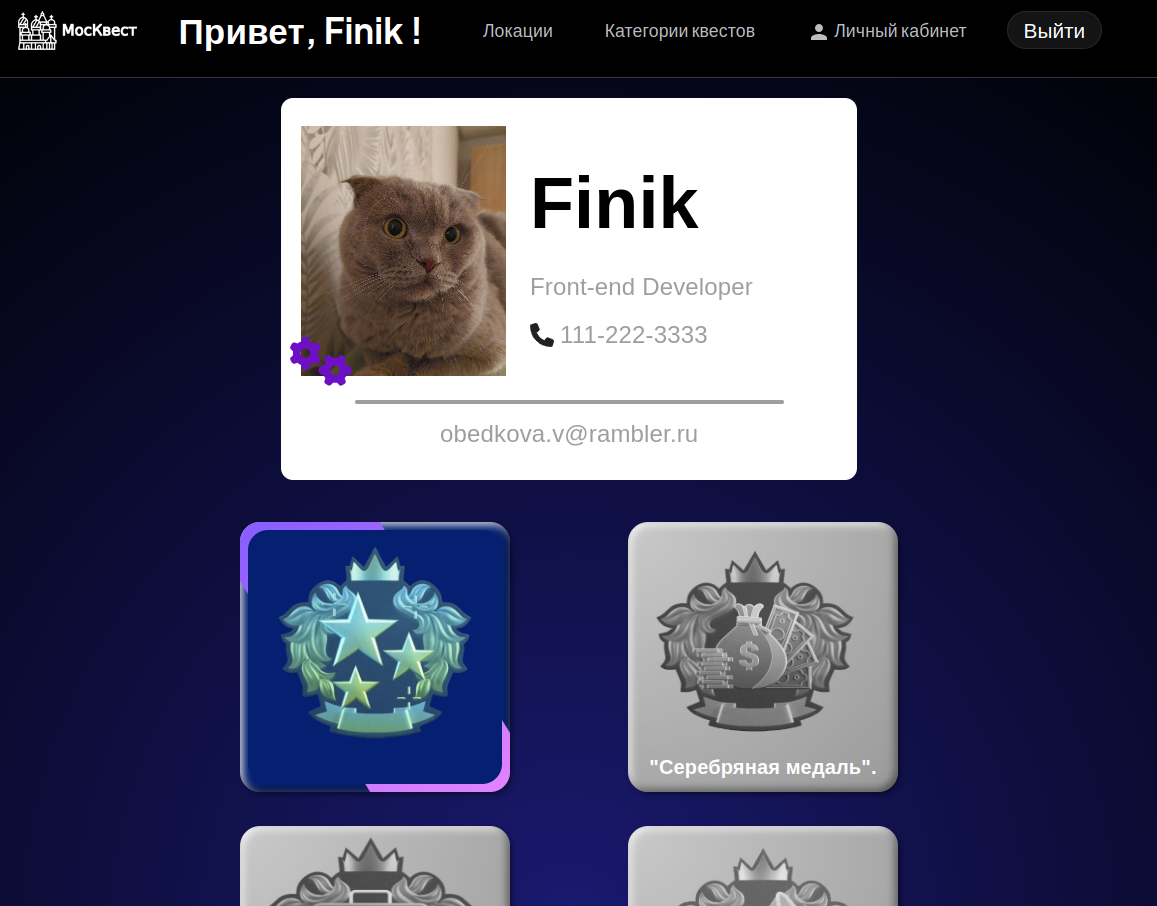 МосКвест
Привет, Finik !
Локации
Категории квестов
Личный кабинет
Выйти
Finik
Front-end Developer
111-222-3333
obedkova.v@rambler.ru
"Серебряная медаль".